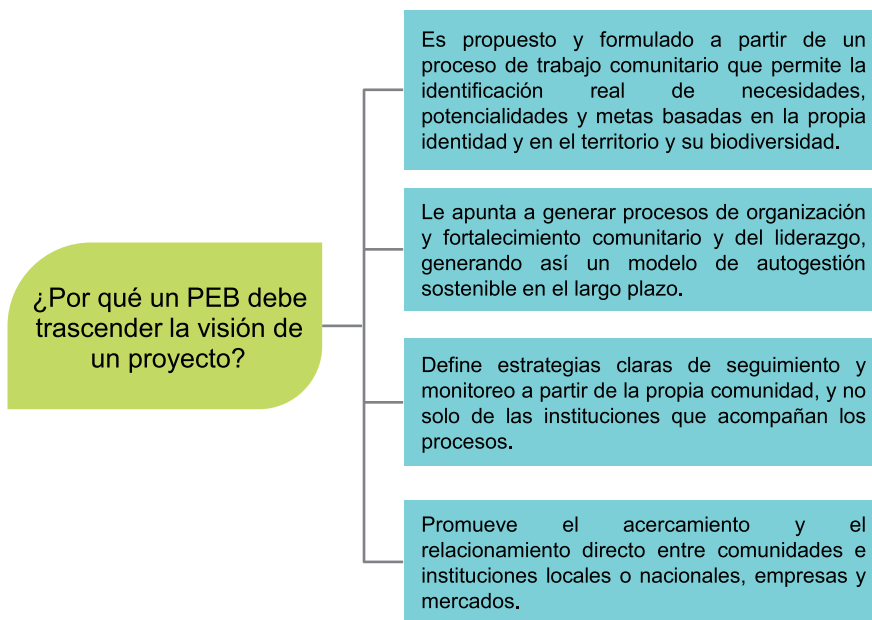 ¿Por qué un PEB debe
trascender la visión de
un proyecto?
Es propuesto y formulado a partir de un
proceso de trabajo comunitario que permite la
identificación real de necesidades,
potencialidades y metas basadas en la propia
identidad y en el territorio y su biodiversidad.
Le apunta a generar procesos de organización
y fortalecimiento comunitario y del liderazgo,
generando así un modelo de autogestión
sostenible en el largo plazo.
Define estrategias claras de seguimiento y
monitoreo a partir de la propia comunidad, y no
solo de las instituciones que acompañan los
procesos.
Promueve el acercamiento y el
relacionamiento directo entre comunidades e
instituciones locales o nacionales, empresas y
mercados.